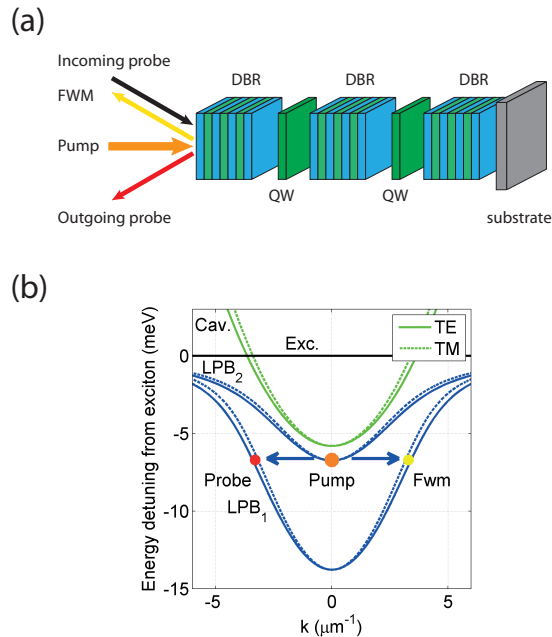 (a)
Incoming probe
DBR
DBR
DBR
FWM
Pump
Outgoing probe
QW
QW
substrate
(b)
Energy detuning from exciton (meV)
Cav.
Exc.
TE
TM
0
LPB2
-5
Probe
Pump
Fwm
LPB1
-10
-15
-5
0
5
k (μm⁻¹)